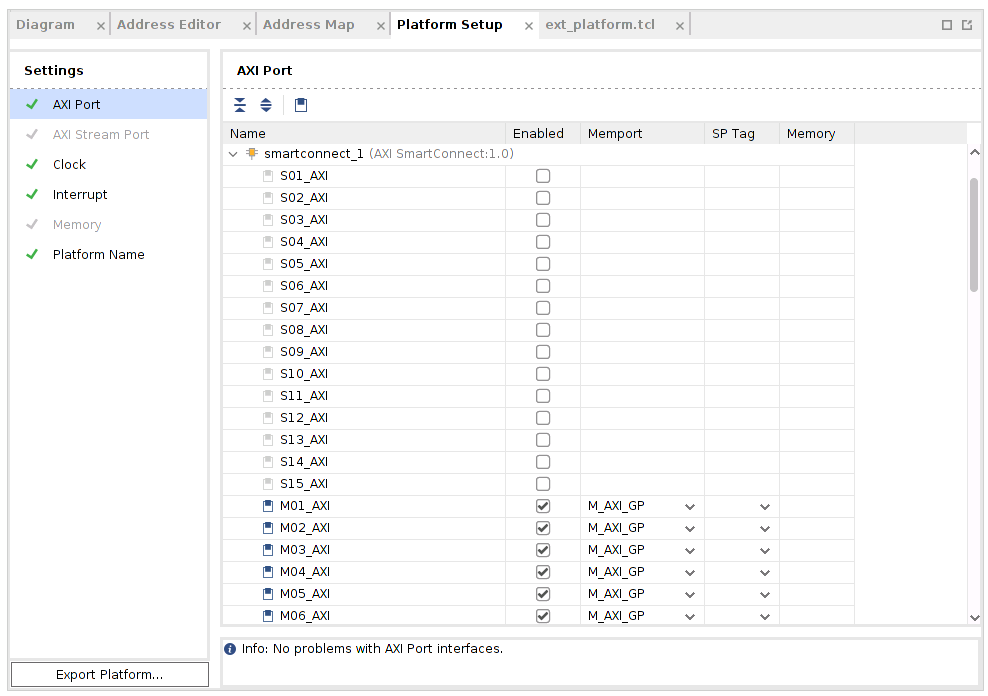 Diagram Address Editor Address Map Platform Setup ext_platform.tcl
Settings
AXI Port
AXI Stream Port
Clock
Interrupt
Memory
Platform Name
Export Platform...
AXI Port
Name Enabled Memport SP Tag Memory
smartconnect_1 (AXI SmartConnect:1.0)
S01_AXI
S02_AXI
S03_AXI
S04_AXI
S05_AXI
S06_AXI
S07_AXI
S08_AXI
S09_AXI
S10_AXI
S11_AXI
S12_AXI
S13_AXI
S14_AXI
S15_AXI
M01_AXI M_AXI_GP
M02_AXI M_AXI_GP
M03_AXI M_AXI_GP
M04_AXI M_AXI_GP
M05_AXI M_AXI_GP
M06_AXI M_AXI_GP
Info: No problems with AXI Port interfaces.